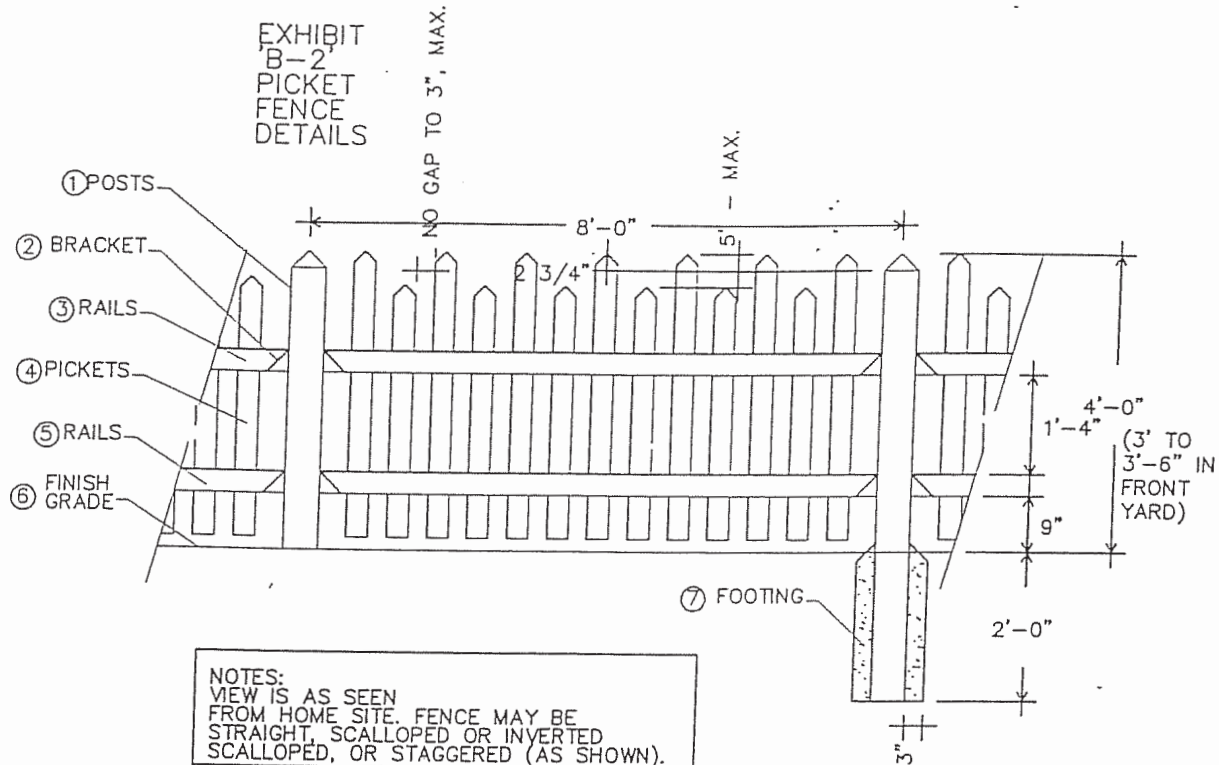 EXHIBIT
'B-2'
PICKET
FENCE
DETAILS
NO GAP TO 3", MAX.
5' - MAX.
8'-0"
2 3/4"
① POSTS
② BRACKET
③ RAILS
④ PICKETS
⑤ RAILS
⑥ FINISH
GRADE
1'-4"
4'-0"
(3' TO
3'-6" IN
FRONT
YARD)
9"
⑦ FOOTING
2'-0"
3"
NOTES:
VIEW IS AS SEEN
FROM HOME SITE. FENCE MAY BE
STRAIGHT, SCALLOPED OR INVERTED
SCALLOPED, OR STAGGERED (AS SHOWN).